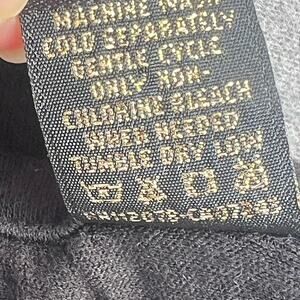 MACHINE WASH
COLD SEPARATELY
GENTLE CYCLE
ONLY NON-
CHLORINE BLEACH
WHEN NEEDED
TUMBLE DRY LOW